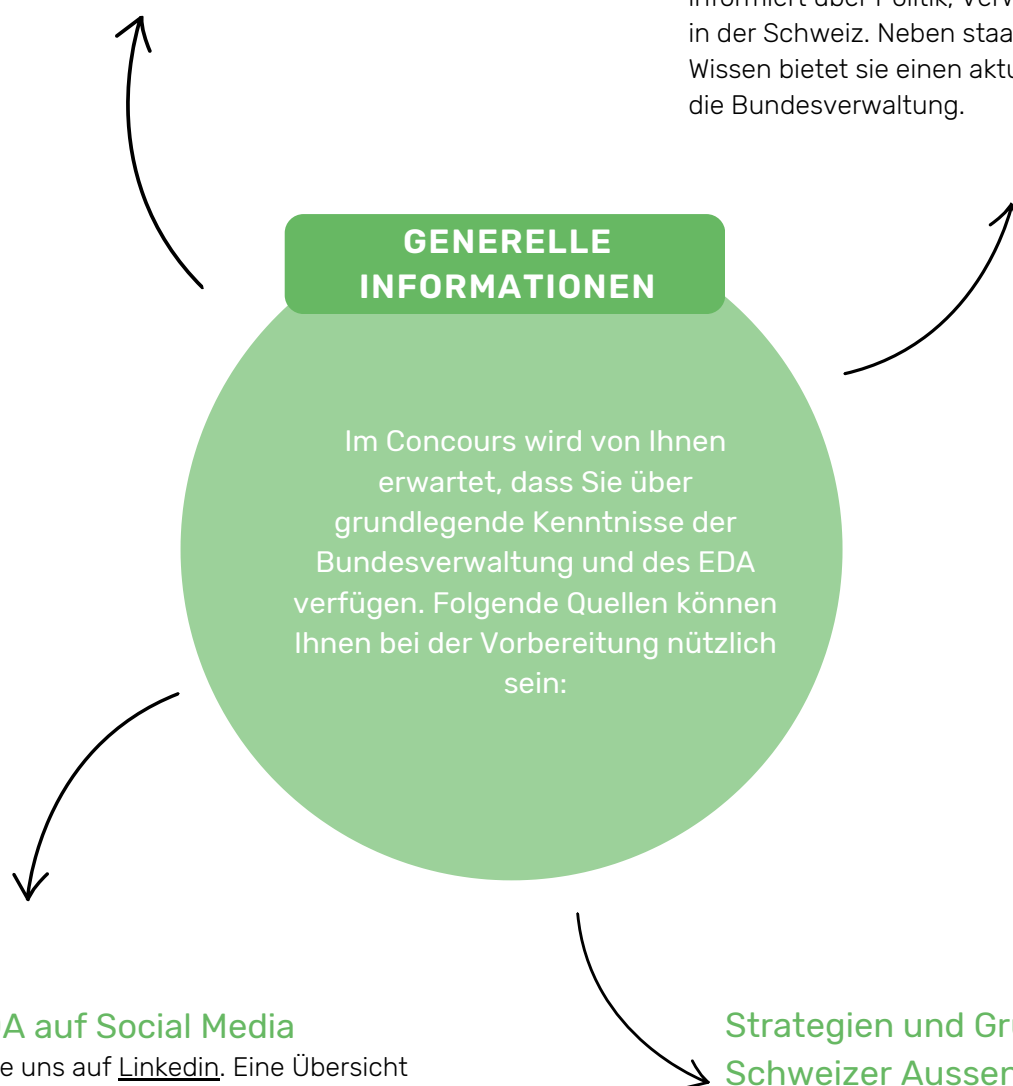 in der Schweiz. Neben staa
Wissen bietet sie einen aktu
die Bundesverwaltung.
GENERELLE
INFORMATIONEN
Im Concours wird von Ihnen
erwartet, dass Sie über
grundlegende Kenntnisse der
Bundesverwaltung und des EDA
verfügen. Folgende Quellen können
Ihnen bei der Vorbereitung nützlich
sein:
A auf Social Media
e uns auf Linkedin. Eine Übersicht
Strategien und Gr
Schweizer Ausser